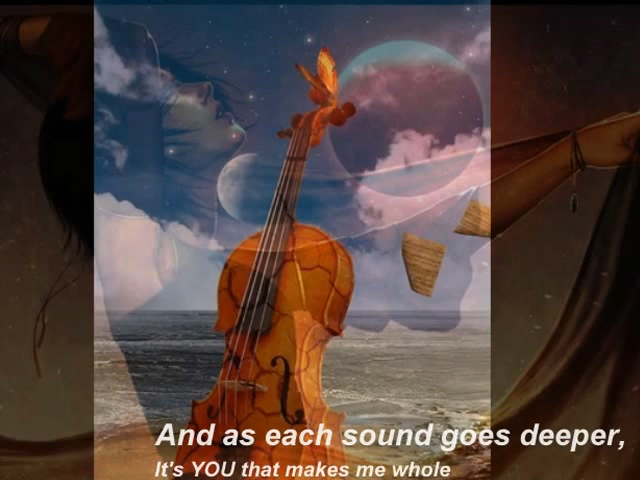 And as each sound goes deeper,
It's YOU that makes me whole